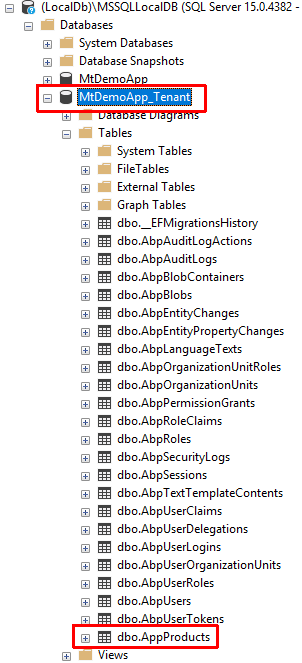 (LocalDb)\MSSQLLocalDB (SQL Server 15.0.4382 -
Databases
System Databases
Database Snapshots
MtDemoApp
MtDemoApp_Tenant
Database Diagrams
Tables
System Tables
FileTables
External Tables
Graph Tables
dbo.__EFMigrationsHistory
dbo.AbpAuditLogActions
dbo.AbpAuditLogs
dbo.AbpBlobContainers
dbo.AbpBlobs
dbo.AbpEntityChanges
dbo.AbpEntityPropertyChanges
dbo.AbpLanguageTexts
dbo.AbpOrganizationUnitRoles
dbo.AbpOrganizationUnits
dbo.AbpPermissionGrants
dbo.AbpRoleClaims
dbo.AbpRoles
dbo.AbpSecurityLogs
dbo.AbpSessions
dbo.AbpTextTemplateContents
dbo.AbpUserClaims
dbo.AbpUserDelegations
dbo.AbpUserLogins
dbo.AbpUserOrganizationUnits
dbo.AbpUserRoles
dbo.AbpUsers
dbo.AbpUserTokens
dbo.AppProducts
Views